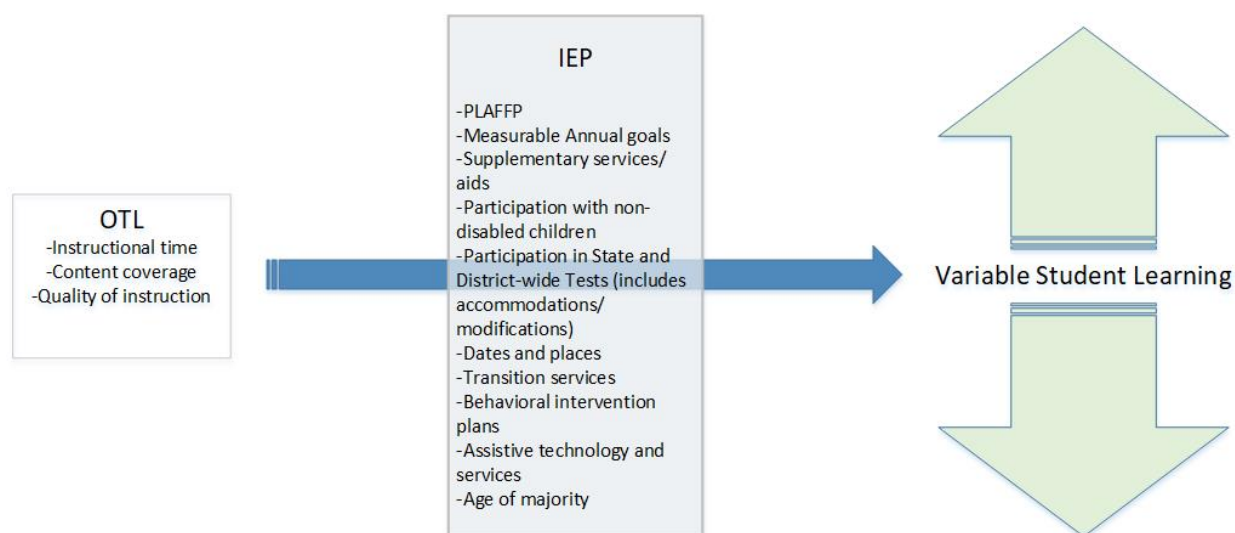 OTL
-Instructional time
-Content coverage
-Quality of instruction
IEP
-PLAFFP
-Measurable Annual goals
-Supplementary services/
aids
-Participation with non-
disabled children
-Participation in State and
District-wide Tests (includes
accommodations/
modifications)
-Dates and places
-Transition services
-Behavioral intervention
plans
-Assistive technology and
services
-Age of majority
Variable Student Learning